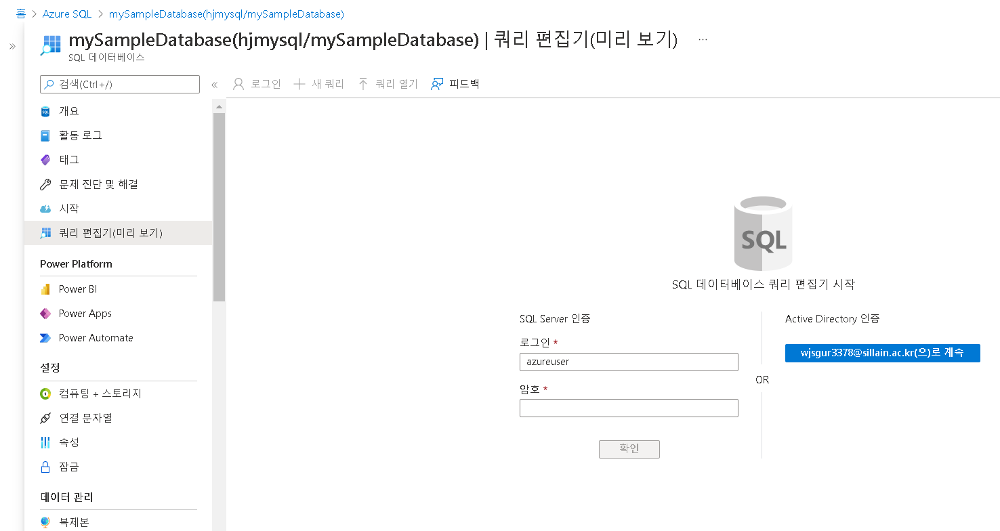 홈 > Azure SQL > mySampleDatabase(hjmysql/mySampleDatabase)
mySampleDatabase(hjmysql/mySampleDatabase) | 쿼리 편집기(미리 보기) ...
SQL 데이터베이스
검색(Ctrl+/)
로그인
새 쿼리
쿼리 열기
피드백
개요
활동 로그
태그
문제 진단 및 해결
시작
쿼리 편집기(미리 보기)
Power Platform
Power BI
Power Apps
Power Automate
설정
컴퓨팅 + 스토리지
연결 문자열
속성
잠금
데이터 관리
복제본
SQL
SQL 데이터베이스 쿼리 편집기 시작
SQL Server 인증
로그인 *
azureuser
암호 *
확인
OR
Active Directory 인증
wjsgur3378@sillain.ac.kr(으)로 계속